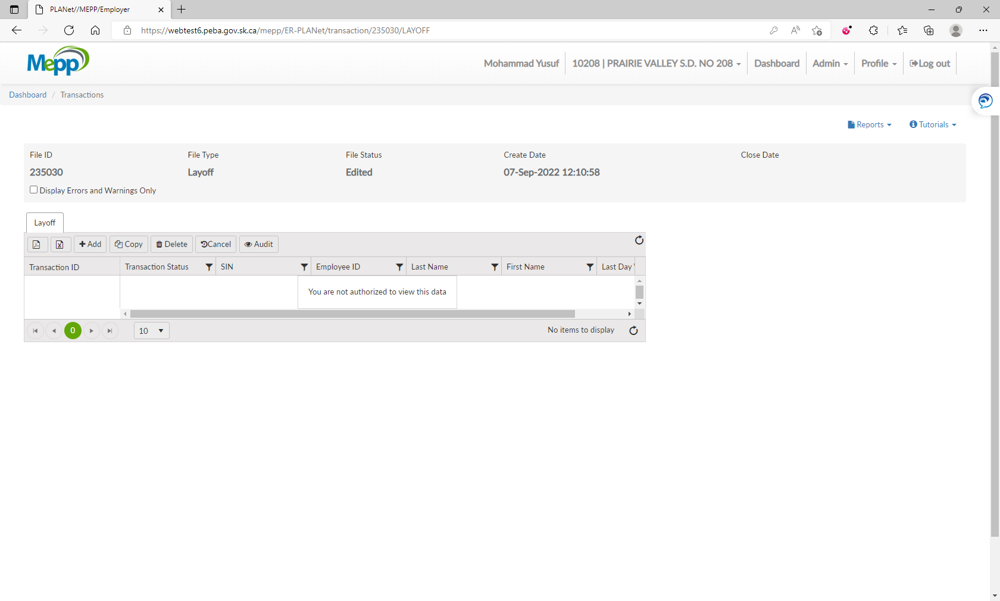 PLANet//MEPP/Employer
https://webtest6.peba.gov.sk.ca/mepp/ER-PLANet/transaction/235030/LAYOFF
Mepp
Mohammad Yusuf
10208 | PRAIRIE VALLEY S.D. NO 208
Dashboard
Admin
Profile
Log out
Dashboard / Transactions
Reports
Tutorials
File ID
File Type
File Status
Create Date
Close Date
235030
Layoff
Edited
07-Sep-2022 12:10:58
Display Errors and Warnings Only
Layoff
Add
Copy
Delete
Cancel
Audit
Transaction ID
Transaction Status
SIN
Employee ID
Last Name
First Name
Last Day
You are not authorized to view this data
0
10
No items to display